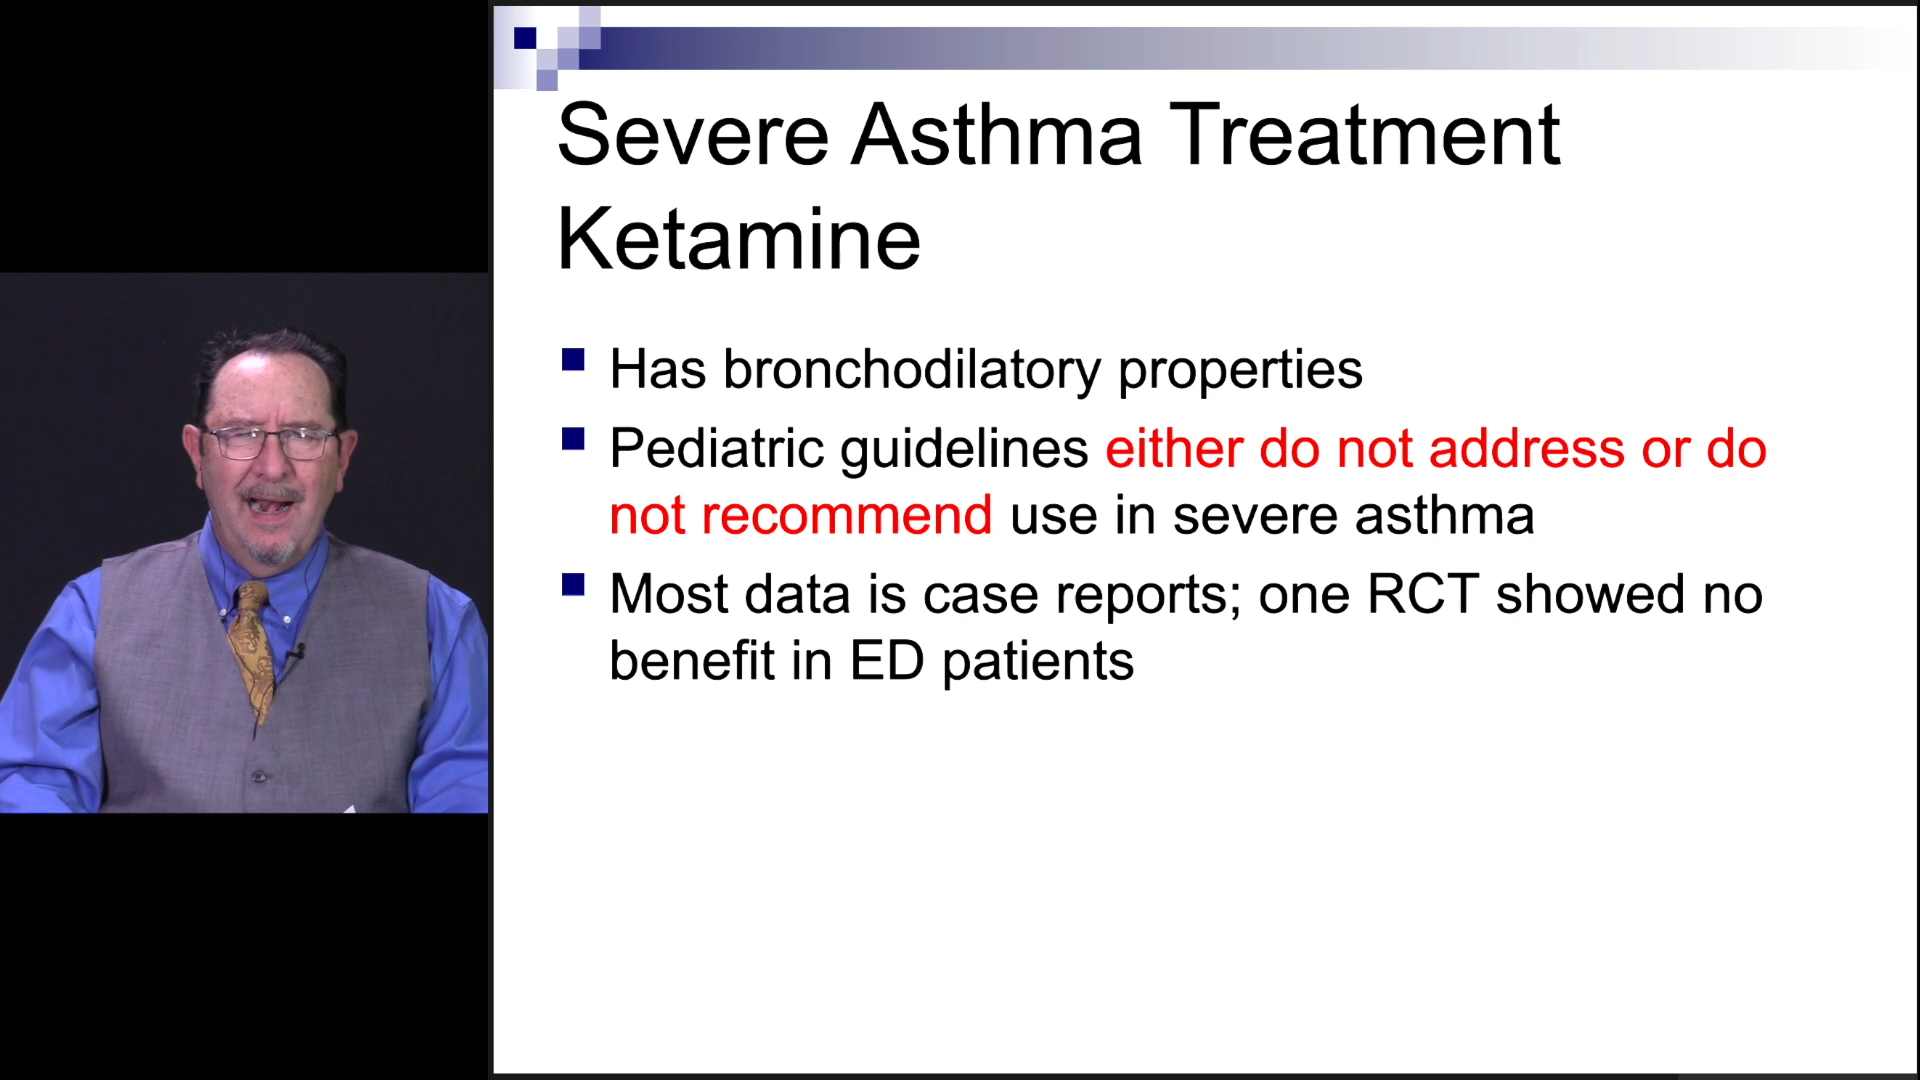 Severe Asthma Treatment
Ketamine
Has bronchodilatory properties
Pediatric guidelines either do not address or do
not recommend use in severe asthma
Most data is case reports; one RCT showed no
benefit in ED patients